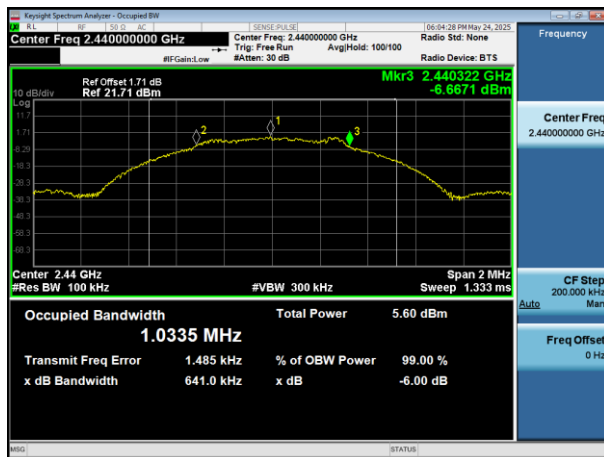 Keysight Spectrum Analyzer - Occupied BW
RL RF 50 Ω AC SENSE:PULSE 06:04:28 PM May 24, 2025
Center Freq 2.440000000 GHz Center Freq: 2.440000000 GHz Radio Std: None Frequency
Trig: Free Run Avg|Hold: 100/100
#IFGain:Low #Atten: 30 dB Radio Device: BTS
Mkr3 2.440322 GHz
Ref Offset 1.71 dB
10 dB/div Ref 21.71 dBm -6.6671 dBm
Log
11.7
1.71
-8.29
-18.3
-28.3
-38.3
-48.3
-58.3
-68.3
2
1
3
Center Freq
2.440000000 GHz
Center 2.44 GHz Span 2 MHz
#Res BW 100 kHz #VBW 300 kHz Sweep 1.333 ms
CF Step
200.000 kHz
Auto Man
Occupied Bandwidth Total Power 5.60 dBm
1.0335 MHz
Freq Offset
0 Hz
Transmit Freq Error 1.485 kHz % of OBW Power 99.00 %
x dB Bandwidth 641.0 kHz x dB -6.00 dB
MSG STATUS